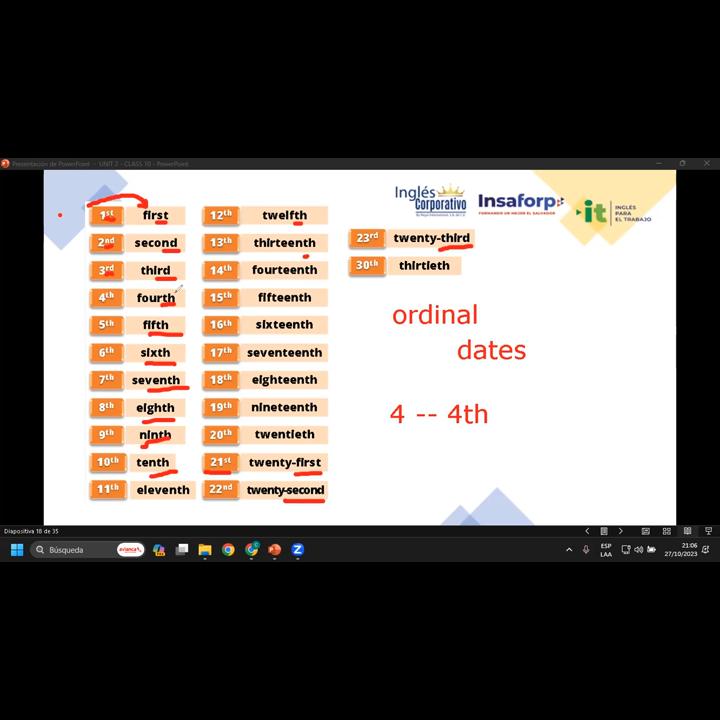 Presentación de PowerPoint - UNIT 2 - CLASS 10 - PowerPoint
Inglés
Corporativo
Insaforp
FORMANDO UN MEJOR EL SALVADOR
it
INGLÉS
PARA
EL TRABAJO
1st first
2nd second
3rd third
4th fourth
5th fifth
6th sixth
7th seventh
8th eighth
9th ninth
10th tenth
11th eleventh
12th twelfth
13th thirteenth
14th fourteenth
15th fifteenth
16th sixteenth
17th seventeenth
18th eighteenth
19th nineteenth
20th twentieth
21st twenty-first
22nd twenty-second
23rd twenty-third
30th thirtieth
ordinal
dates
4 -- 4th
Diapositiva 18 de 35
Búsqueda
avianca
ESP
LAA
21:06
27/10/2023